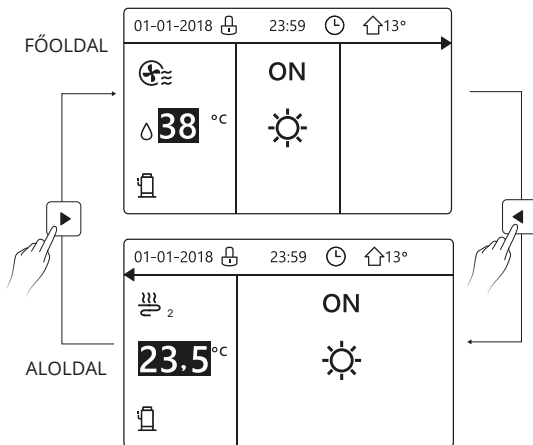 FŐOLDAL
01-01-2018 23:59 13°
ON
38 °C
ALOLDAL
01-01-2018 23:59 13°
2
ON
23,5 °C